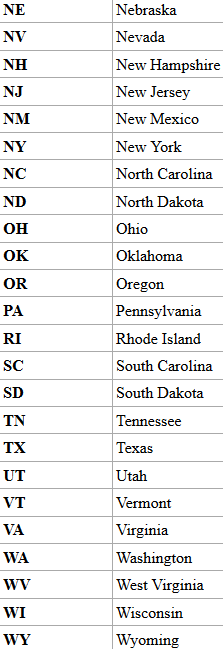 NE Nebraska
NV Nevada
NH New Hampshire
NJ New Jersey
NM New Mexico
NY New York
NC North Carolina
ND North Dakota
OH Ohio
OK Oklahoma
OR Oregon
PA Pennsylvania
RI Rhode Island
SC South Carolina
SD South Dakota
TN Tennessee
TX Texas
UT Utah
VT Vermont
VA Virginia
WA Washington
WV West Virginia
WI Wisconsin
WY Wyoming